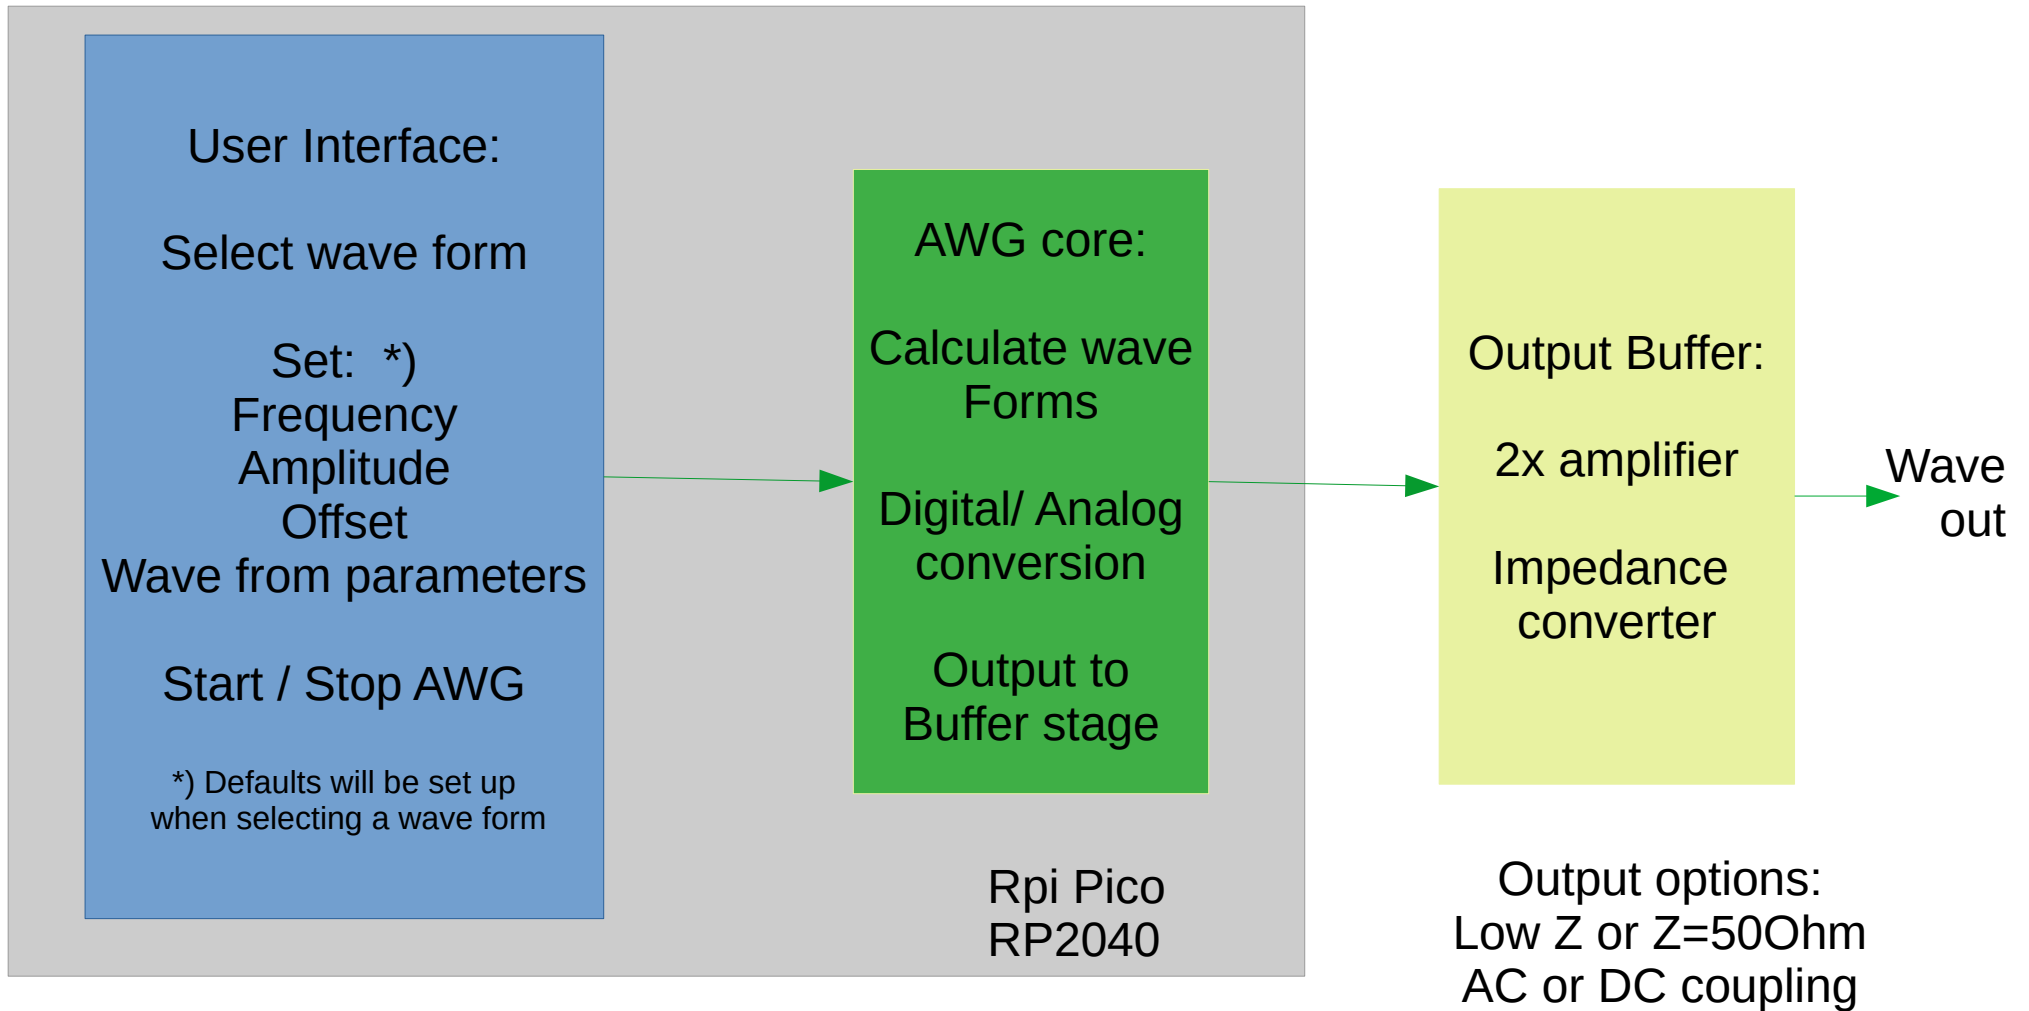 User Interface:
Select wave form
Set:  *)
Frequency
Amplitude
Offset
Wave from parameters
Start / Stop AWG
*) Defaults will be set up
when selecting a wave form
AWG core:
Calculate wave
Forms
Digital/ Analog
conversion
Output to
Buffer stage
Rpi Pico
RP2040
Output Buffer:
2x amplifier
Impedance
converter
Wave
out
Output options:
Low Z or Z=50Ohm
AC or DC coupling